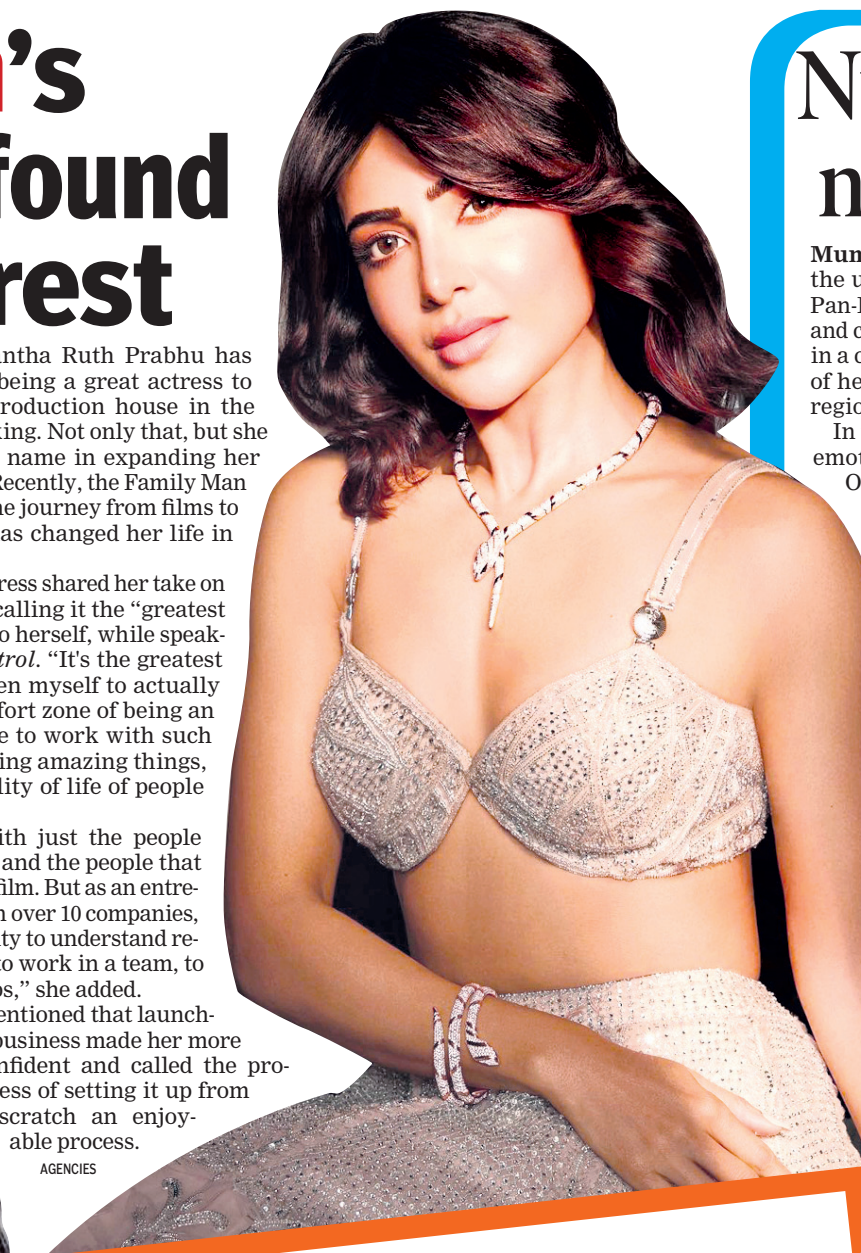 's
found
rest
ntha Ruth Prabhu has
being a great actress to
roduction house in the
king. Not only that, but she
name in expanding her
Recently, the Family Man
he journey from films to
as changed her life in
ress shared her take on
calling it the “greatest
o herself, while speak-
trol. “It's the greatest
en myself to actually
fort zone of being an
e to work with such
ing amazing things,
lity of life of people
ith just the people
and the people that
film. But as an entre-
n over 10 companies,
ty to understand re-
to work in a team, to
os,” she added.
entioned that launch-
business made her more
nfident and called the pro-
ess of setting it up from
scratch an enjoy-
able process.
AGENCIES
N
n
Mum
the u
Pan-I
and c
in a c
of he
regio
In
emot
O